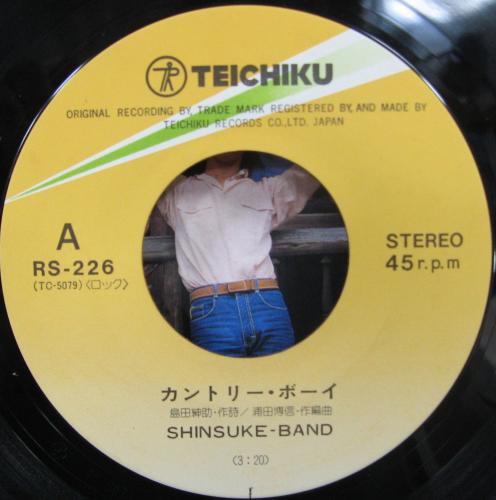 TEICHIKU
ORIGINAL RECORDING BY, TRADE MARK REGISTERED BY, AND MADE BY
TEICHIKU RECORDS CO., LTD. JAPAN
A
RS-226
(TC-5079)〈ロック〉
STEREO
45 r.p.m
カントリー・ボーイ
島田紳助・作詩/浦田博信・作編曲
SHINSUKE-BAND
(3:20)